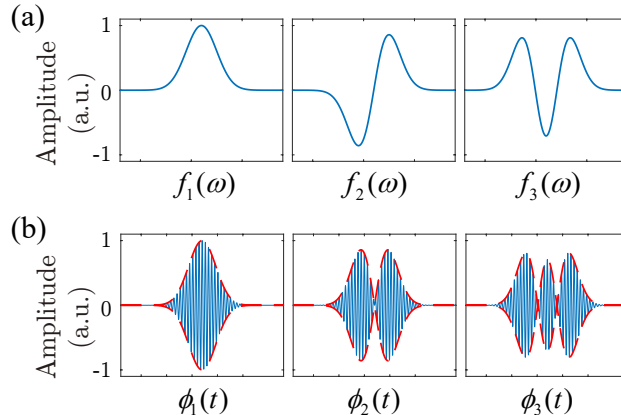 (a)
Amplitude
(a.u.)
1
0
-1
f₁(ω)
f₂(ω)
f₃(ω)
(b)
Amplitude
(a.u.)
1
0
-1
ϕ₁(t)
ϕ₂(t)
ϕ₃(t)